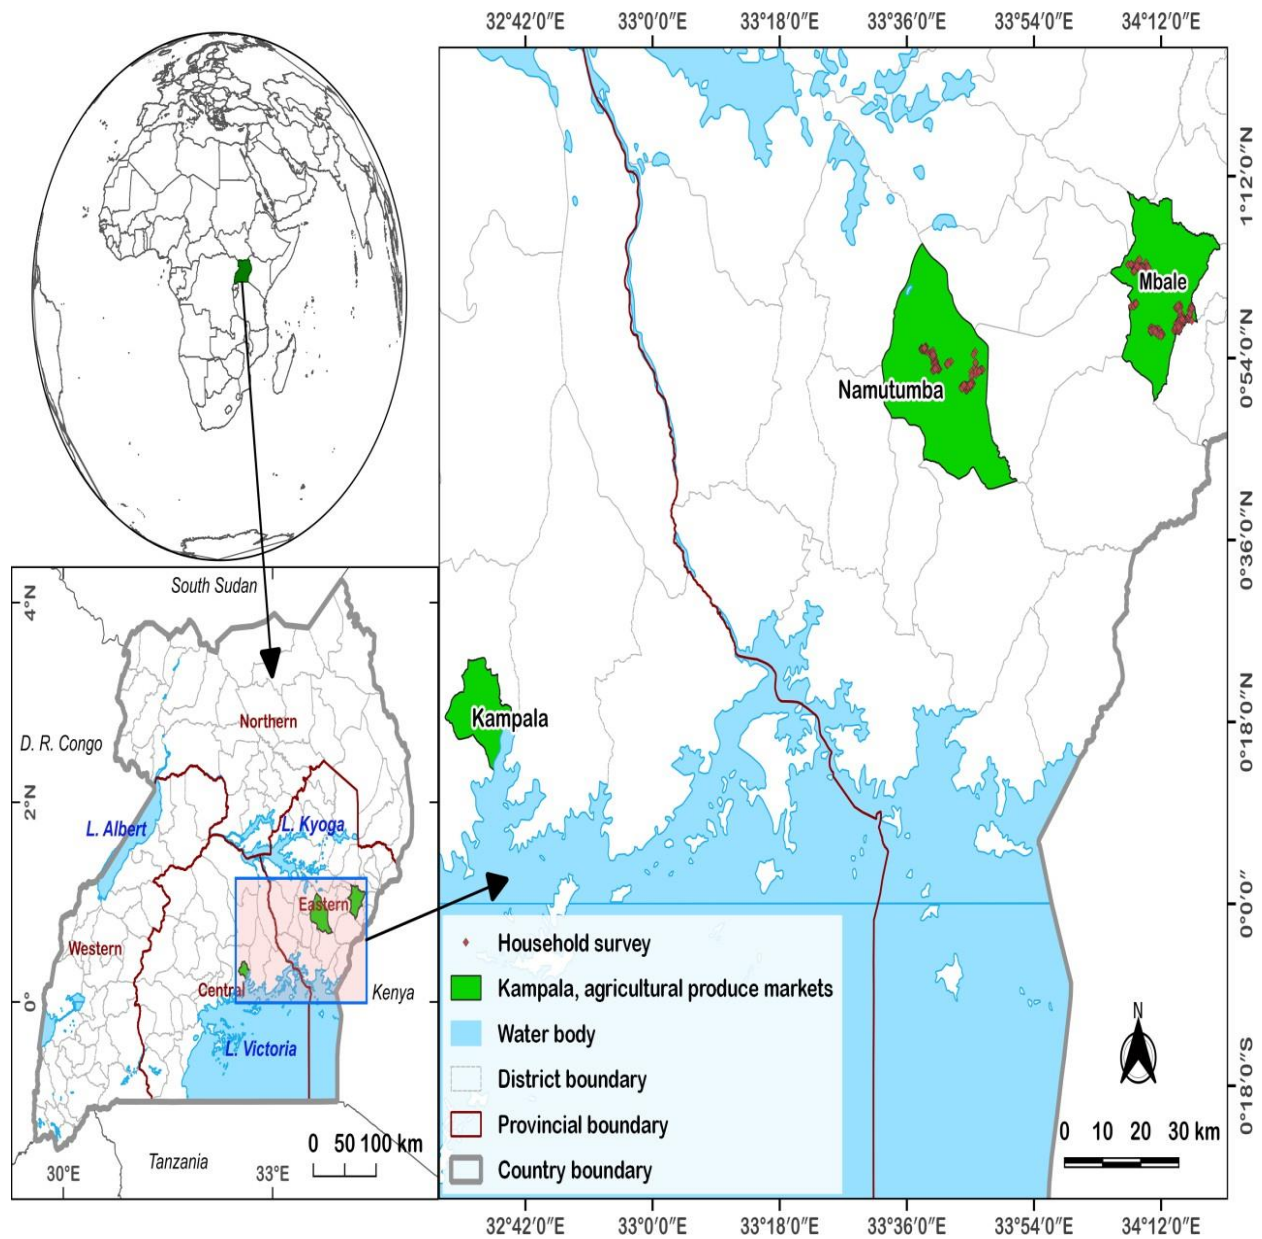 32°42′0″E 33°0′0″E 33°18′0″E 33°36′0″E 33°54′0″E 34°12′0″E
1°12′0″N
0°54′0″N
0°36′0″N
0°18′0″N
0°0′0″
0°18′0″S
Mbale
Namutumba
Kampala
South Sudan
4°N
Northern
D. R. Congo
2°N
L. Albert
L. Kyoga
Eastern
Western
Central
Kenya
0°
L. Victoria
0 50 100 km
Tanzania
30°E 33°E
Household survey
Kampala, agricultural produce markets
Water body
District boundary
Provincial boundary
Country boundary
N
0 10 20 30 km
32°42′0″E 33°0′0″E 33°18′0″E 33°36′0″E 33°54′0″E 34°12′0″E